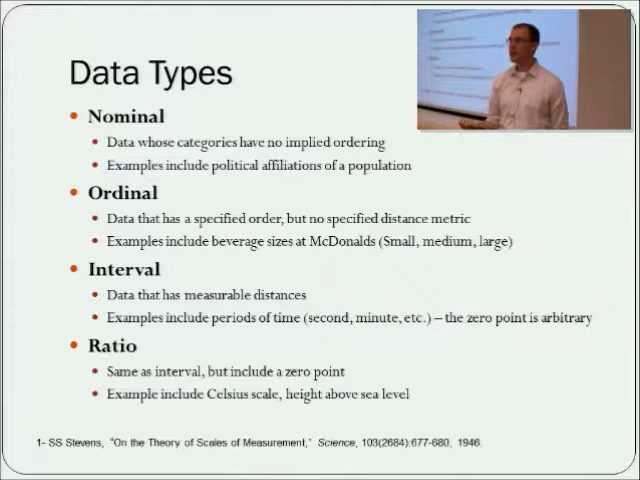 Data Types
Nominal
Data whose categories have no implied ordering
Examples include political affiliations of a population
Ordinal
Data that has a specified order, but no specified distance metric
Examples include beverage sizes at McDonalds (Small, medium, large)
Interval
Data that has measurable distances
Examples include periods of time (second, minute, etc.) – the zero point is arbitrary
Ratio
Same as interval, but include a zero point
Example include Celsius scale, height above sea level
1- SS Stevens, "On the Theory of Scales of Measurement," Science, 103(2684):677-680, 1946.